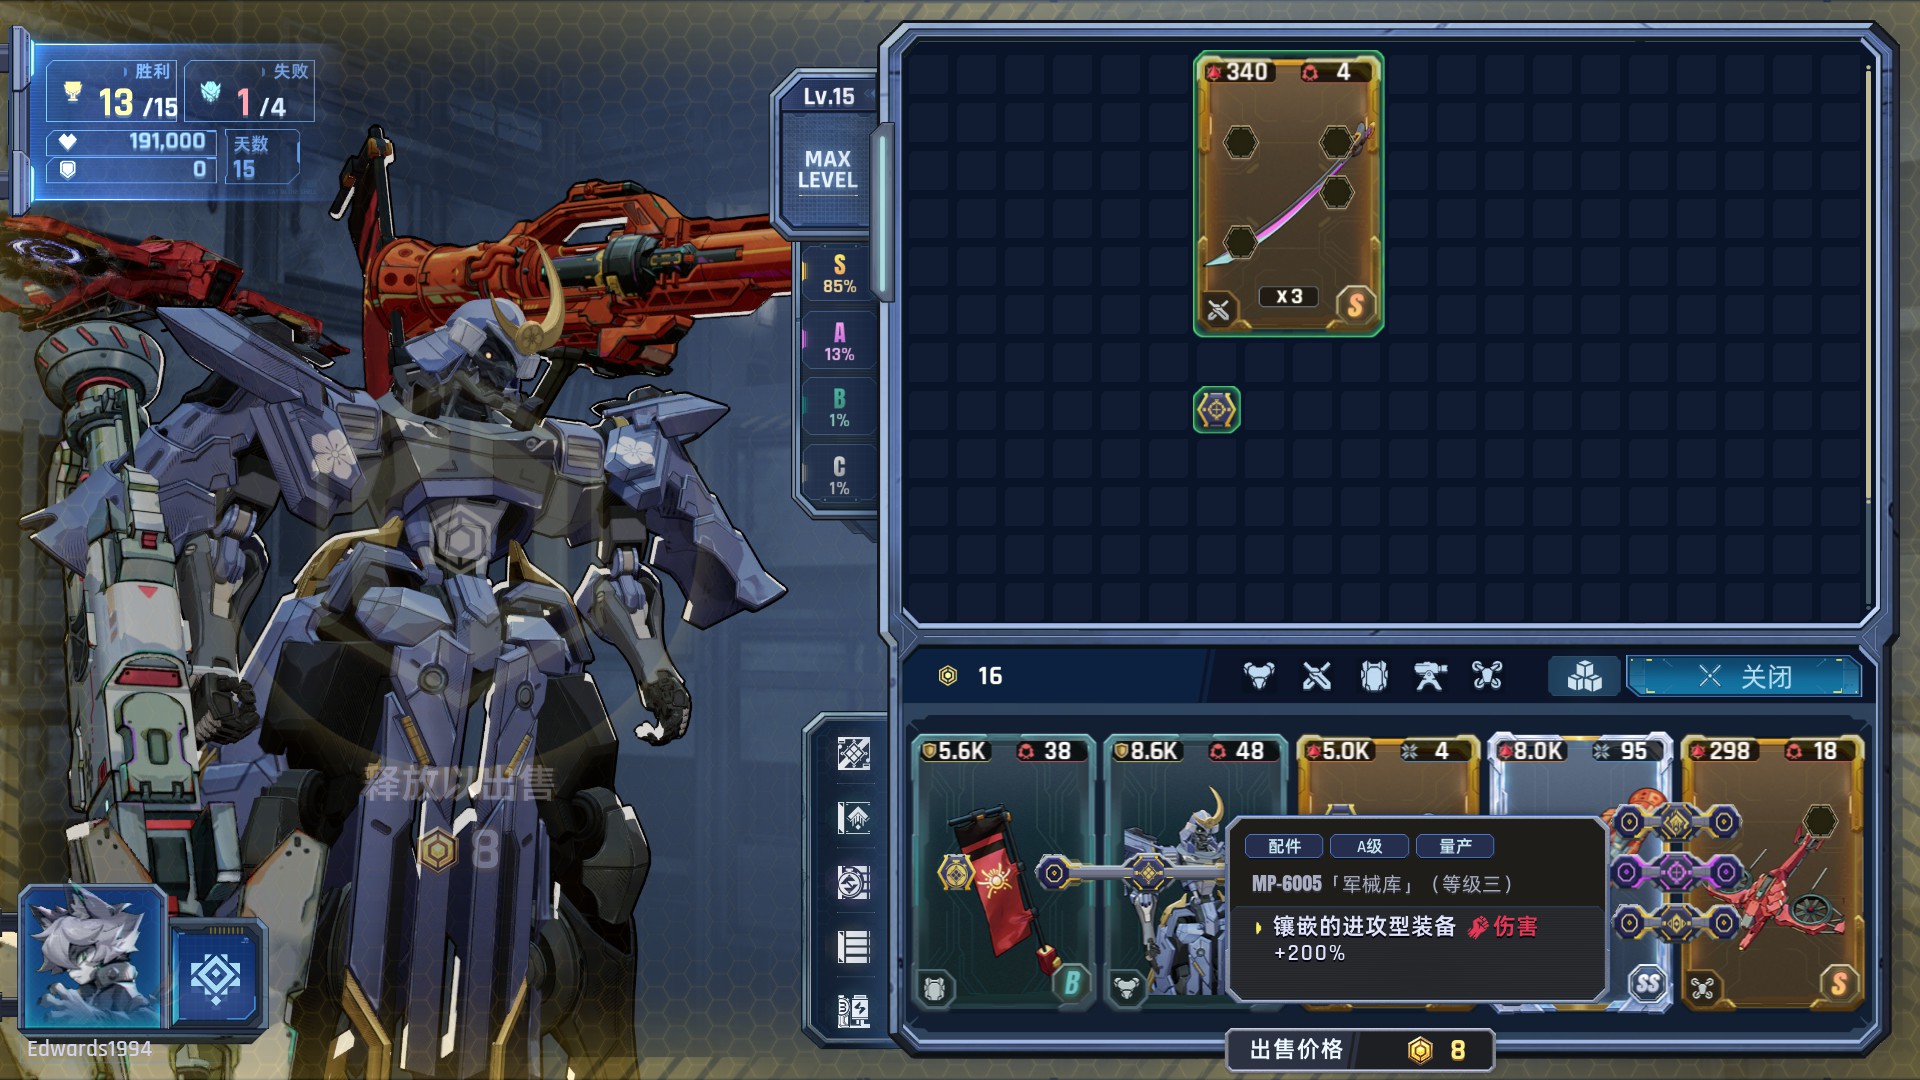 胜利
13 /15
失败
1 /4
191,000
0
天数
15
Lv.15
MAX
LEVEL
S
85%
A
13%
B
1%
C
1%
340
4
x3
S
16
关闭
5.6K
38
B
8.6K
48
5.0K
4
8.0K
95
SS
298
18
S
配件
A级
量产
MP-6005「军械库」（等级三）
镶嵌的进攻型装备 伤害
+200%
出售价格
8
释放以出售
8
Edwards1994